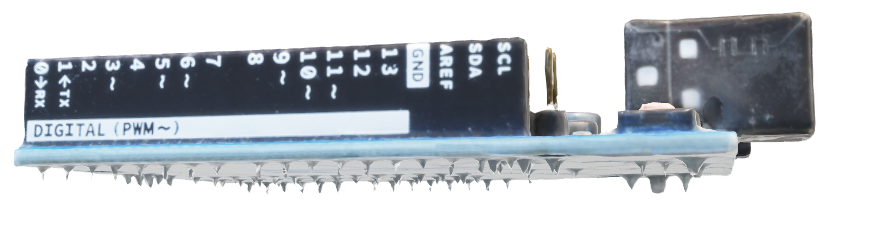 0→RX
1←TX
2
3~
4
5~
6~
7
8
9~
10~
11~
12
13
GND
AREF
SDA
SCL
DIGITAL (PWM~)